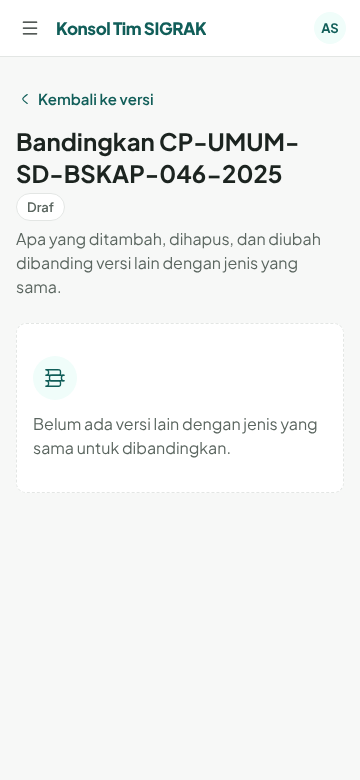 Konsol Tim SIGRAK
AS
Kembali ke versi
Bandingkan CP-UMUM-
SD-BSKAP-046-2025
Draf
Apa yang ditambah, dihapus, dan diubah
dibanding versi lain dengan jenis yang
sama.
Belum ada versi lain dengan jenis yang
sama untuk dibandingkan.